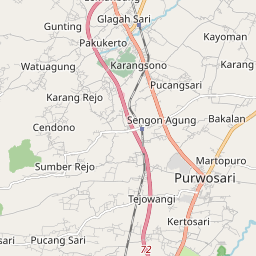 Glagah Sari
Gunting
Kayoman
Pakukerto
Watuagung
Karangsono
Karang
Pucangsari
Karang Rejo
Sengon Agung
Bakalan
Cendono
Martopuro
Sumber Rejo
Purwosari
Tejowangi
Kertosari
Pucang Sari
sari
72